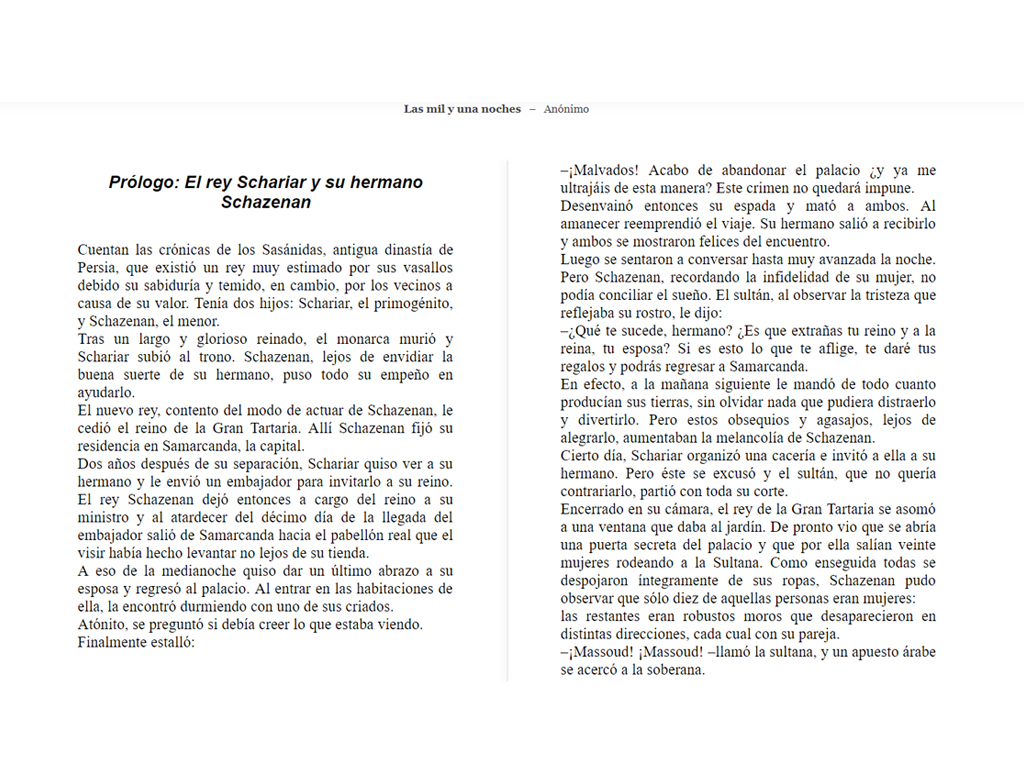 Las mil y una noches – Anónimo
Prólogo: El rey Schariar y su hermano
Schazenan
Cuentan las crónicas de los Sasánidas, antigua dinastía de
Persia, que existió un rey muy estimado por sus vasallos
debido su sabiduría y temido, en cambio, por los vecinos a
causa de su valor. Tenía dos hijos: Schariar, el primogénito,
y Schazenan, el menor.
Tras un largo y glorioso reinado, el monarca murió y
Schariar subió al trono. Schazenan, lejos de envidiar la
buena suerte de su hermano, puso todo su empeño en
ayudarlo.
El nuevo rey, contento del modo de actuar de Schazenan, le
cedió el reino de la Gran Tartaria. Allí Schazenan fijó su
residencia en Samarcanda, la capital.
Dos años después de su separación, Schariar quiso ver a su
hermano y le envió un embajador para invitarlo a su reino.
El rey Schazenan dejó entonces a cargo del reino a su
ministro y al atardecer del décimo día de la llegada del
embajador salió de Samarcanda hacia el pabellón real que el
visir había hecho levantar no lejos de su tienda.
A eso de la medianoche quiso dar un último abrazo a su
esposa y regresó al palacio. Al entrar en las habitaciones de
ella, la encontró durmiendo con uno de sus criados.
Atónito, se preguntó si debía creer lo que estaba viendo.
Finalmente estalló:
–¡Malvados! Acabo de abandonar el palacio ¿y ya me
ultrajáis de esta manera? Este crimen no quedará impune.
Desenvainó entonces su espada y mató a ambos. Al
amanecer reemprendió el viaje. Su hermano salió a recibirlo
y ambos se mostraron felices del encuentro.
Luego se sentaron a conversar hasta muy avanzada la noche.
Pero Schazenan, recordando la infidelidad de su mujer, no
podía conciliar el sueño. El sultán, al observar la tristeza que
reflejaba su rostro, le dijo:
–¿Qué te sucede, hermano? ¿Es que extrañas tu reino y a la
reina, tu esposa? Si es esto lo que te aflige, te daré tus
regalos y podrás regresar a Samarcanda.
En efecto, a la mañana siguiente le mandó de todo cuanto
producían sus tierras, sin olvidar nada que pudiera distraerlo
y divertirlo. Pero estos obsequios y agasajos, lejos de
alegrarlo, aumentaban la melancolía de Schazenan.
Cierto día, Schariar organizó una cacería e invitó a ella a su
hermano. Pero éste se excusó y el sultán, que no quería
contrariarlo, partió con toda su corte.
Encerrado en su cámara, el rey de la Gran Tartaria se asomó
a una ventana que daba al jardín. De pronto vio que se abría
una puerta secreta del palacio y que por ella salían veinte
mujeres rodeando a la Sultana. Como enseguida todas se
despojaron íntegramente de sus ropas, Schazenan pudo
observar que sólo diez de aquellas personas eran mujeres:
las restantes eran robustos moros que desaparecieron en
distintas direcciones, cada cual con su pareja.
–¡Massoud! ¡Massoud! –llamó la sultana, y un apuesto árabe
se acercó a la soberana.